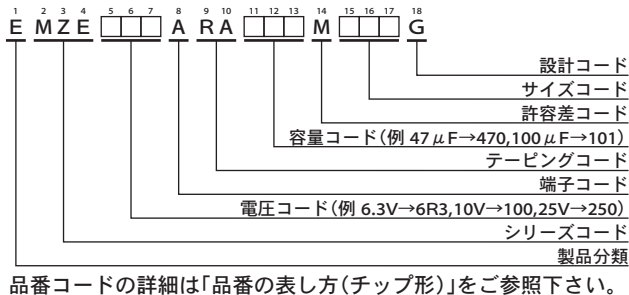 1 2 3 4 5 6 7 8 9 10 11 12 13 14 15 16 17 18
E MZE □□□ A RA □□□ M □□□ G
設計コード
サイズコード
許容差コード
容量コード(例 47μF→470,100μF→101)
テーピングコード
端子コード
電圧コード(例 6.3V→6R3,10V→100,25V→250)
シリーズコード
製品分類
品番コードの詳細は「品番の表し方(チップ形)」をご参照下さい。